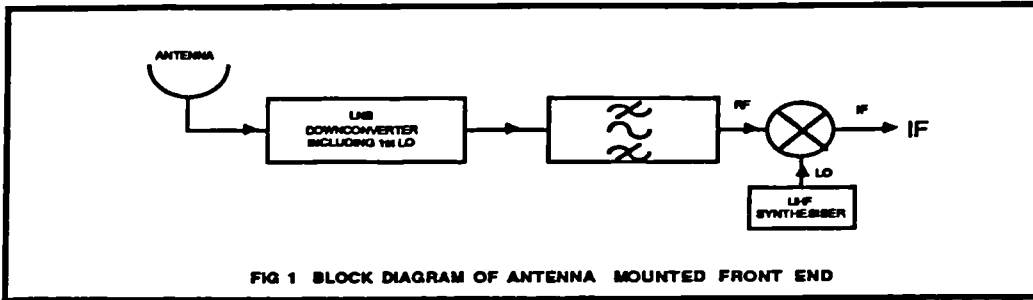 ANTENNA
LNB
DOWNCONVERTER
INCLUDING 1st LO
RF
IF
IF
LO
UHF
SYNTHESISER
FIG 1 BLOCK DIAGRAM OF ANTENNA MOUNTED FRONT END